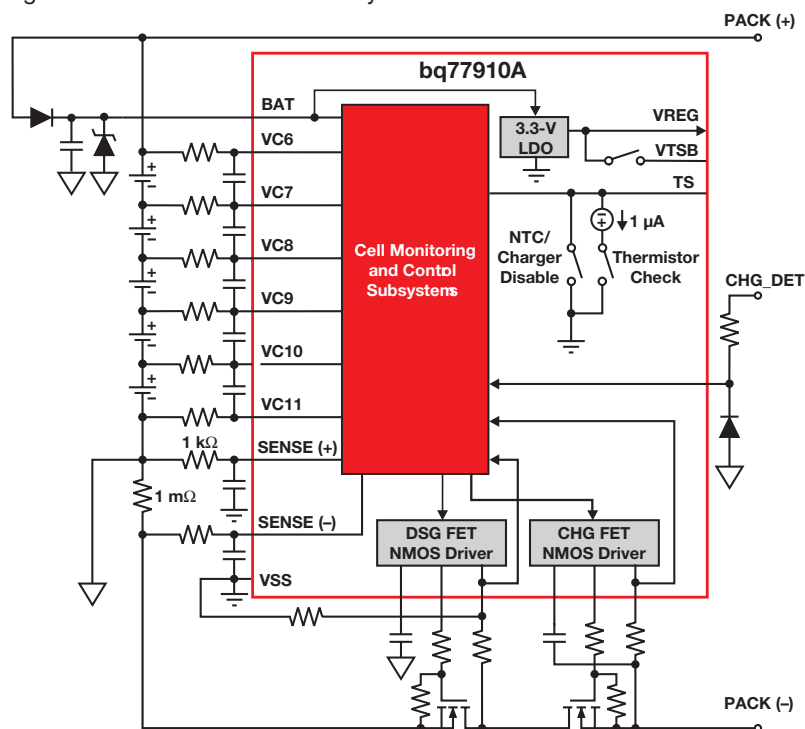 PACK (+)
bq77910A
BAT
VC6
VC7
VC8
VC9
VC10
VC11
SENSE (+)
SENSE (–)
VSS
1 kΩ
1 mΩ
Cell Monitoring
and Control
Subsystems
3.3-V
LDO
VREG
VTSB
TS
1 µA
NTC/
Charger
Disable
Thermistor
Check
CHG_DET
DSG FET
NMOS Driver
CHG FET
NMOS Driver
PACK (–)